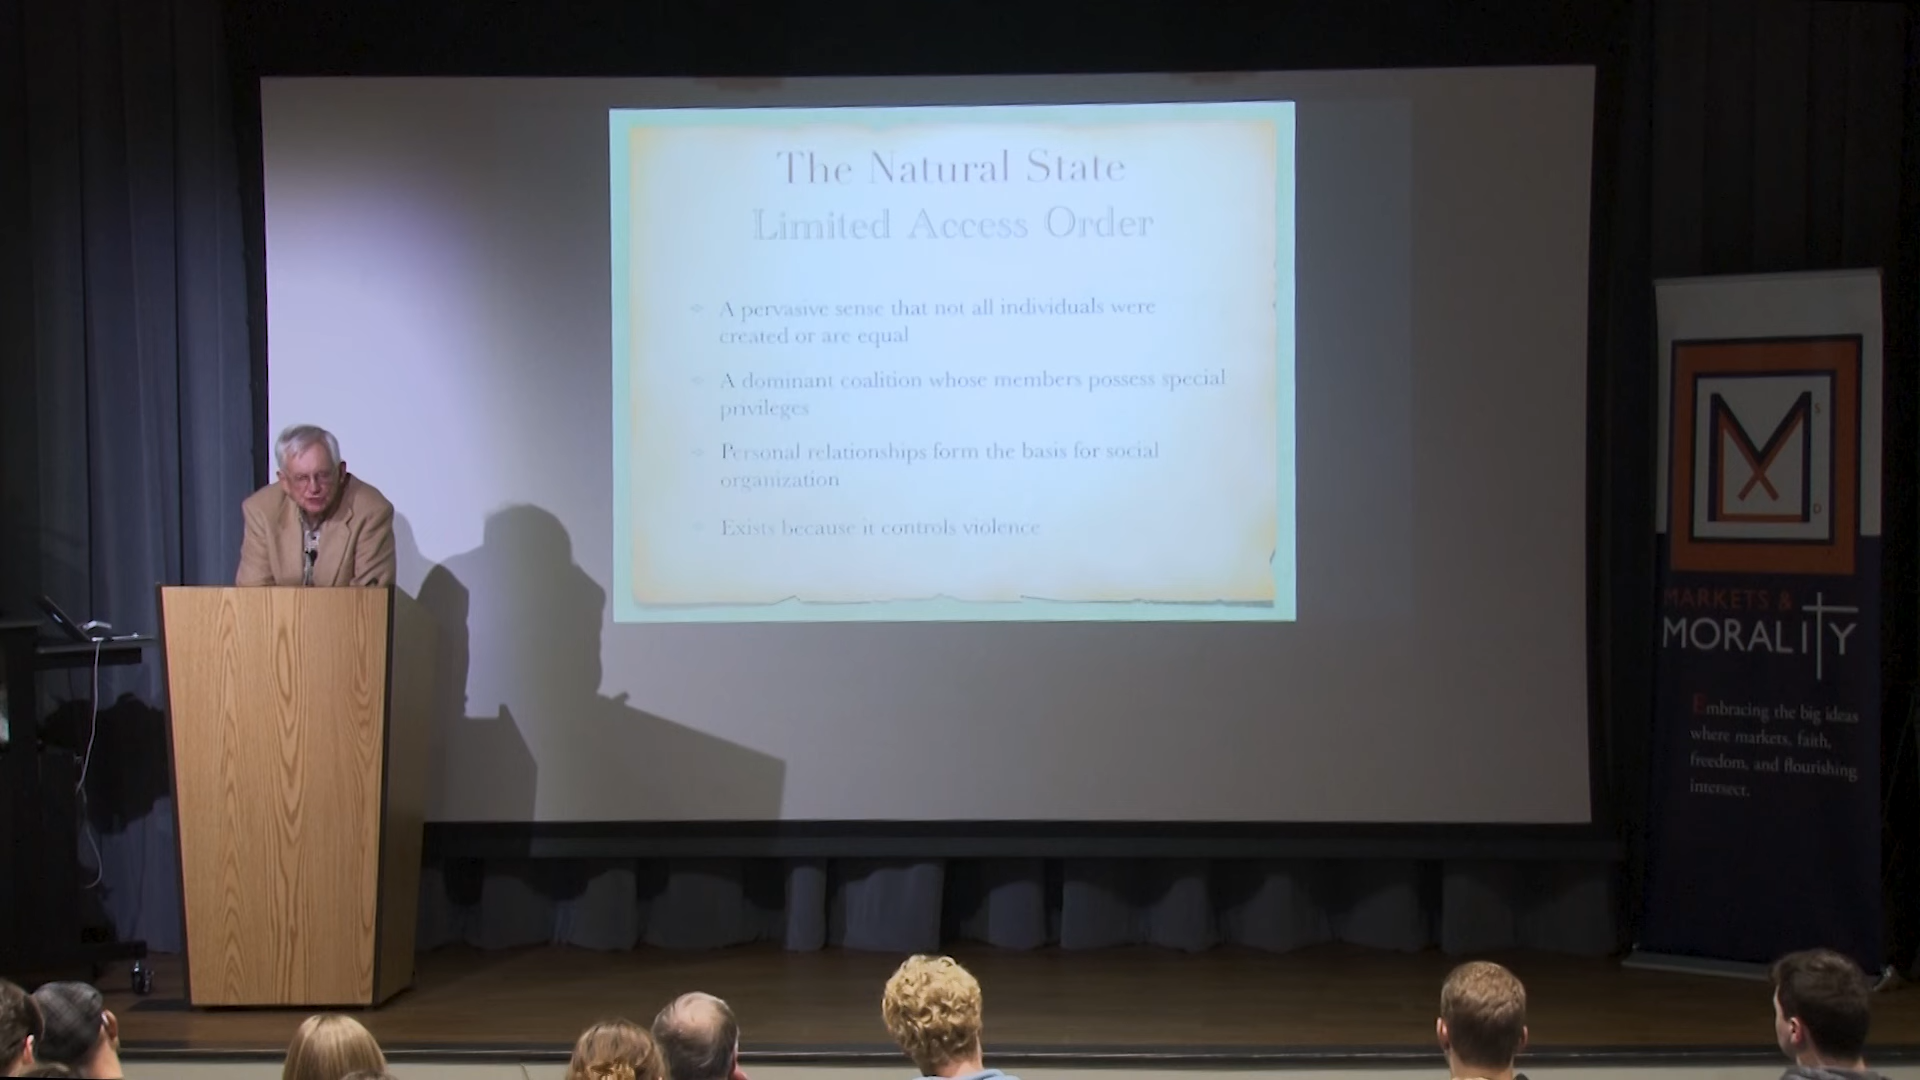 The Natural State
Limited Access Order
A pervasive sense that not all individuals were
created or are equal
A dominant coalition whose members possess special
privileges
Personal relationships form the basis for social
organization
Exists because it controls violence
M
S
X
D
MARKETS &
MORALITY
Embracing the big ideas
where markets, faith,
freedom, and flourishing
intersect.